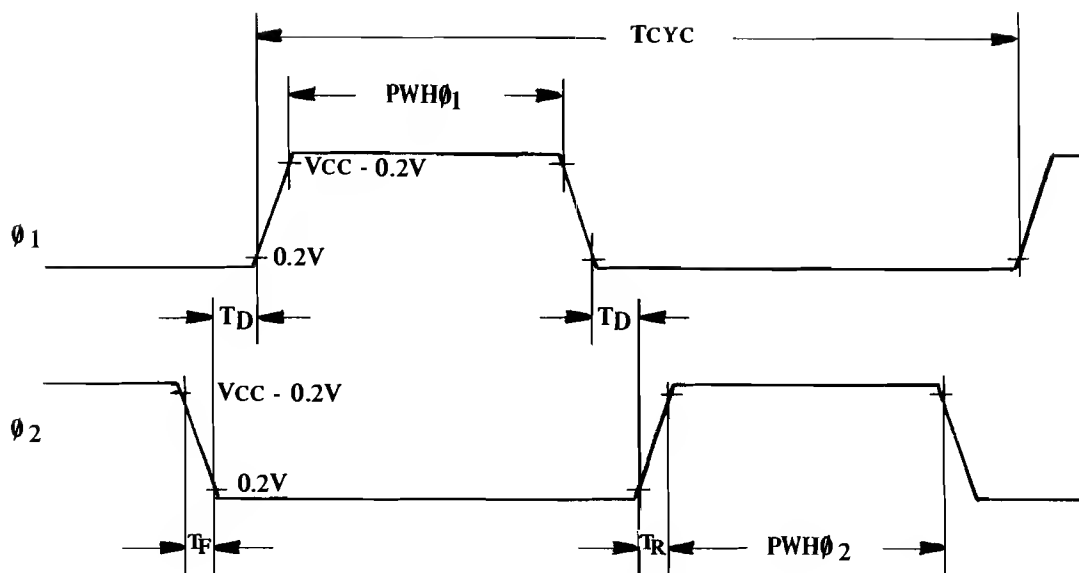 TCYC
PWHø1
VCC - 0.2V
ø1
0.2V
TD
TD
VCC - 0.2V
ø2
0.2V
TF
TR
PWHø2